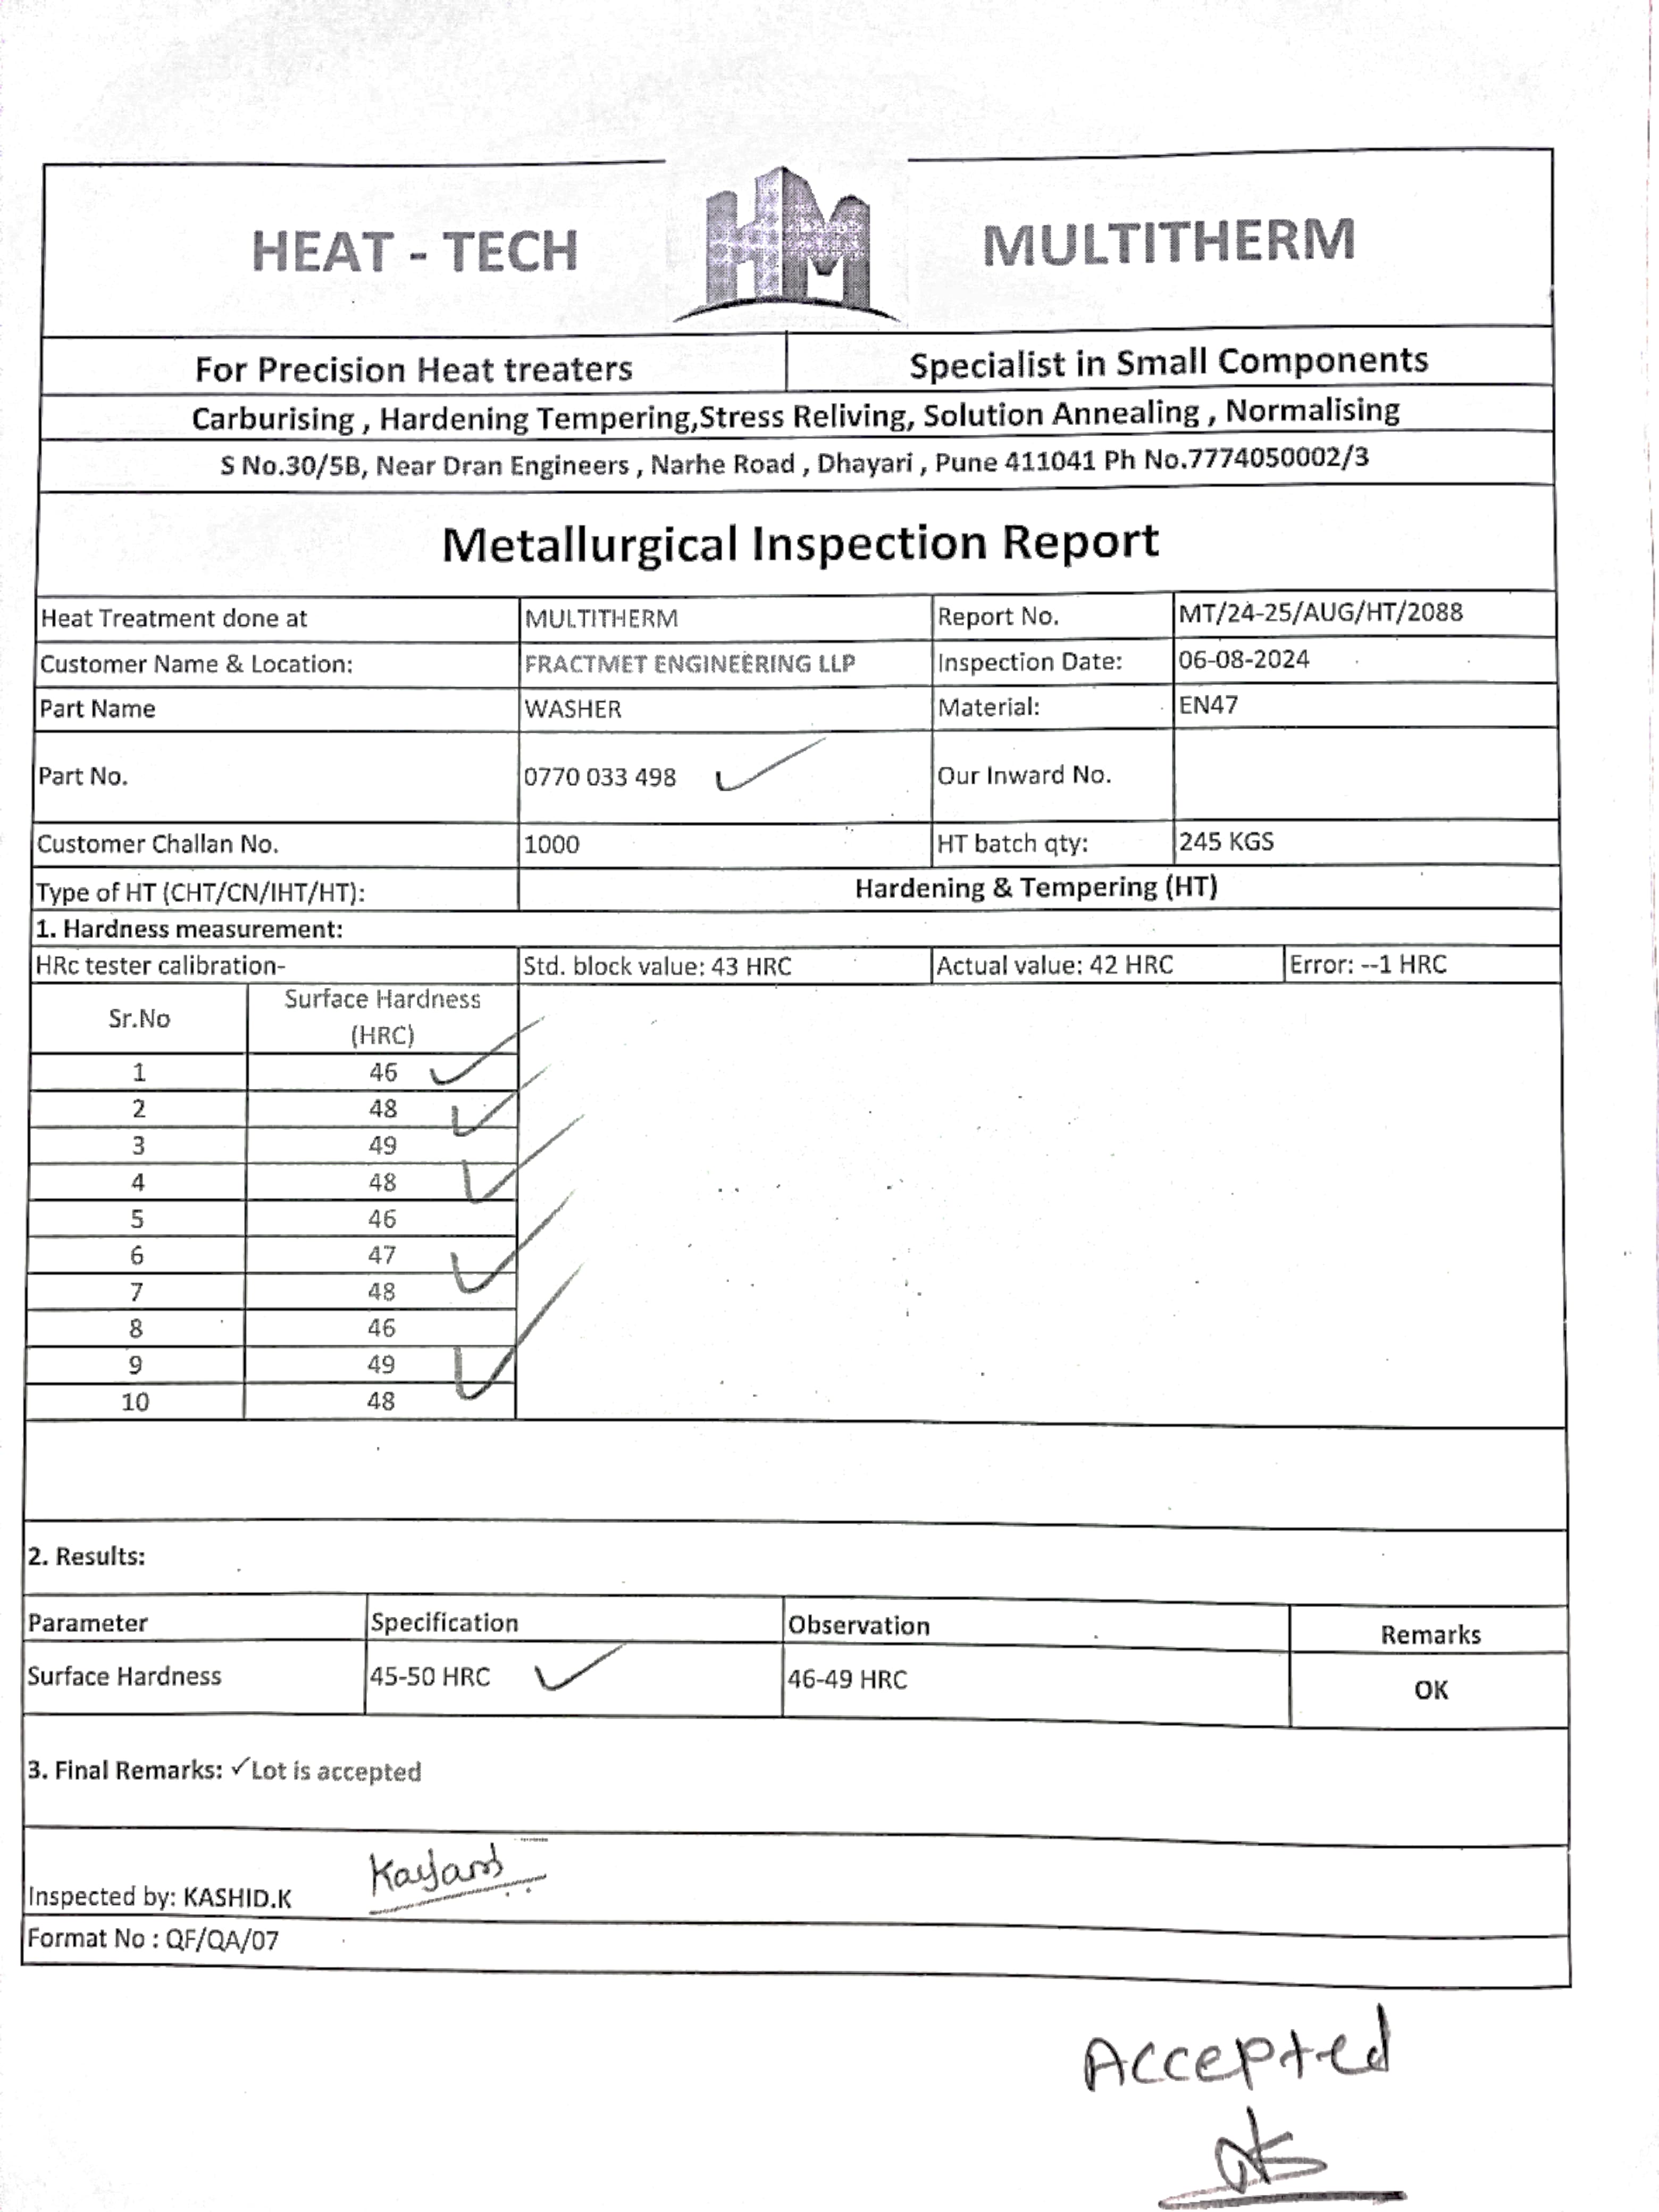 HEAT - TECH HM MULTITHERM
For Precision Heat treaters Specialist in Small Components
Carburising , Hardening Tempering,Stress Reliving, Solution Annealing , Normalising
S No.30/5B, Near Dran Engineers , Narhe Road , Dhayari , Pune 411041 Ph No.7774050002/3
Metallurgical Inspection Report
Heat Treatment done at MULTITHERM Report No. MT/24-25/AUG/HT/2088
Customer Name & Location: FRACTMET ENGINEERING LLP Inspection Date: 06-08-2024
Part Name WASHER Material: EN47
Part No. 0770 033 498 Our Inward No.
Customer Challan No. 1000 HT batch qty: 245 KGS
Type of HT (CHT/CN/IHT/HT): Hardening & Tempering (HT)
1. Hardness measurement:
HRc tester calibration- Std. block value: 43 HRC Actual value: 42 HRC Error: --1 HRC
Sr.No Surface Hardness
(HRC)
1 46
2 48
3 49
4 48
5 46
6 47
7 48
8 46
9 49
10 48
2. Results:
Parameter Specification Observation Remarks
Surface Hardness 45-50 HRC 46-49 HRC OK
3. Final Remarks: ✓Lot is accepted
Inspected by: KASHID.K
Format No : QF/QA/07
Accepted